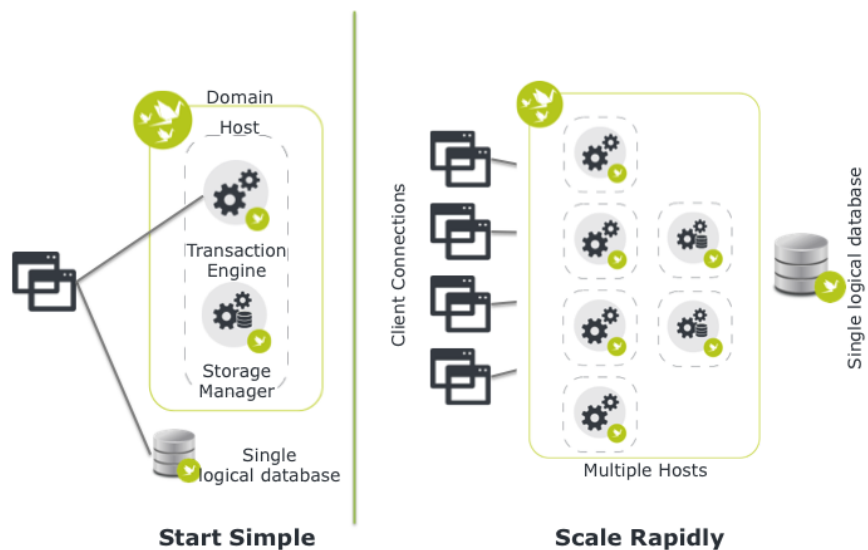 Domain
Host
Transaction
Engine
Storage
Manager
Single
logical database
Start Simple
Client Connections
Multiple Hosts
Single logical database
Scale Rapidly